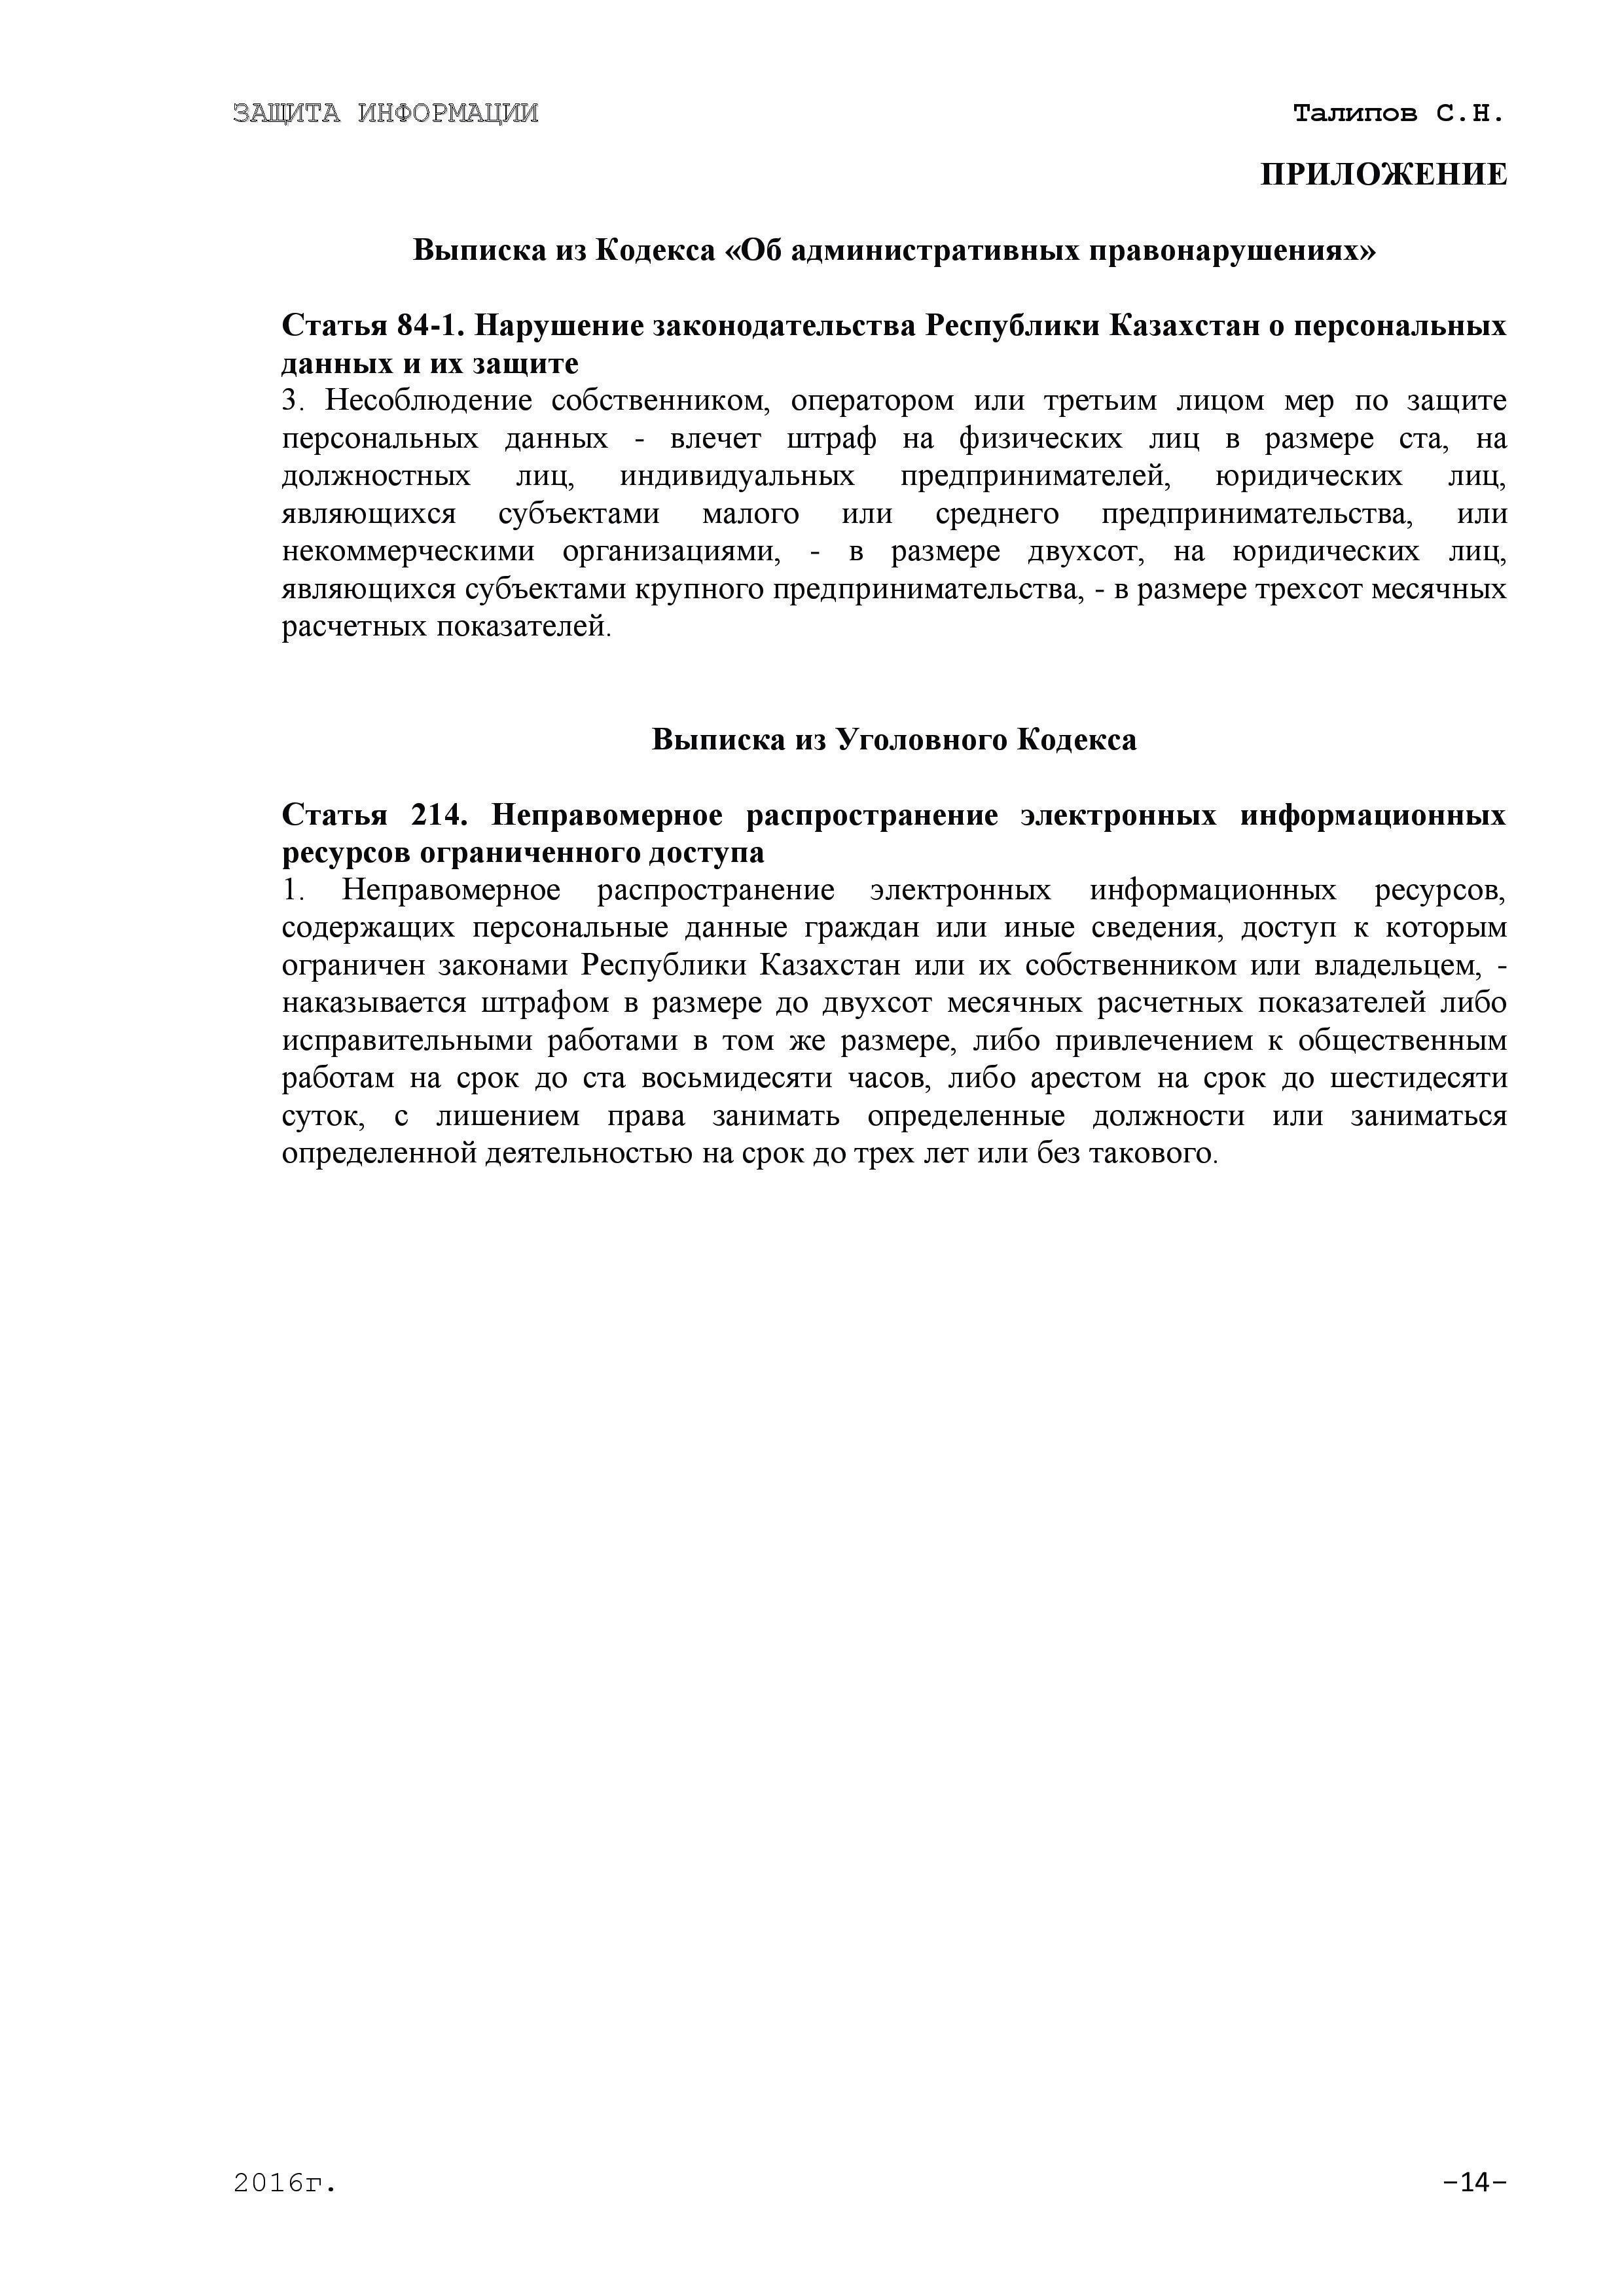 ЗАЩИТА ИНФОРМАЦИИ Талипов С.Н.
ПРИЛОЖЕНИЕ
Выписка из Кодекса «Об административных правонарушениях»
Статья 84-1. Нарушение законодательства Республики Казахстан о персональных
данных и их защите
3. Несоблюдение собственником, оператором или третьим лицом мер по защите
персональных данных - влечет штраф на физических лиц в размере ста, на
должностных лиц, индивидуальных предпринимателей, юридических лиц,
являющихся субъектами малого или среднего предпринимательства, или
некоммерческими организациями, - в размере двухсот, на юридических лиц,
являющихся субъектами крупного предпринимательства, - в размере трехсот месячных
расчетных показателей.
Выписка из Уголовного Кодекса
Статья 214. Неправомерное распространение электронных информационных
ресурсов ограниченного доступа
1. Неправомерное распространение электронных информационных ресурсов,
содержащих персональные данные граждан или иные сведения, доступ к которым
ограничен законами Республики Казахстан или их собственником или владельцем, -
наказывается штрафом в размере до двухсот месячных расчетных показателей либо
исправительными работами в том же размере, либо привлечением к общественным
работам на срок до ста восьмидесяти часов, либо арестом на срок до шестидесяти
суток, с лишением права занимать определенные должности или заниматься
определенной деятельностью на срок до трех лет или без такового.
2016г. -14-